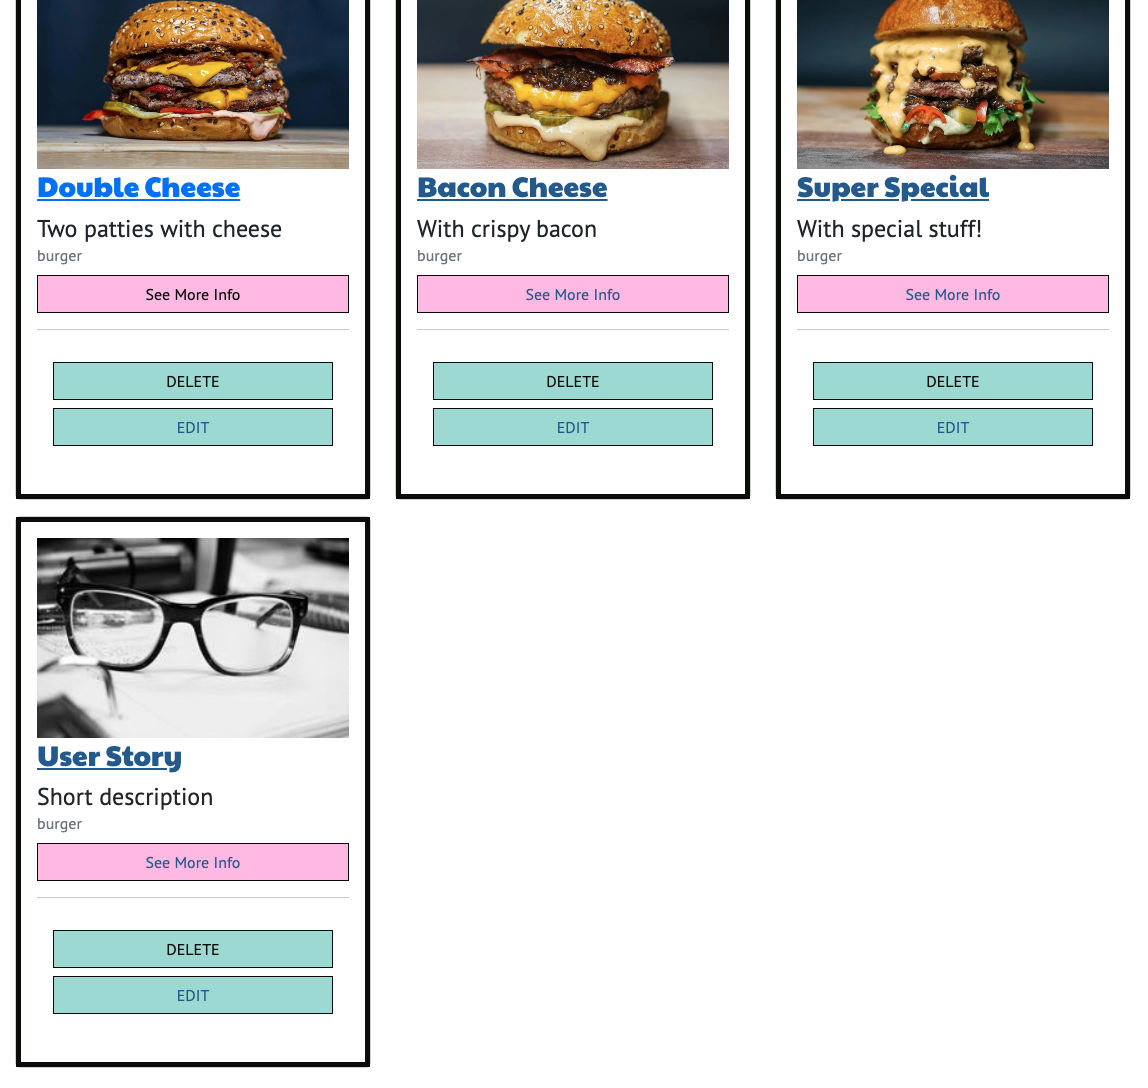 Double Cheese
Two patties with cheese
burger
See More Info
DELETE
EDIT
Bacon Cheese
With crispy bacon
burger
See More Info
DELETE
EDIT
Super Special
With special stuff!
burger
See More Info
DELETE
EDIT
User Story
Short description
burger
See More Info
DELETE
EDIT